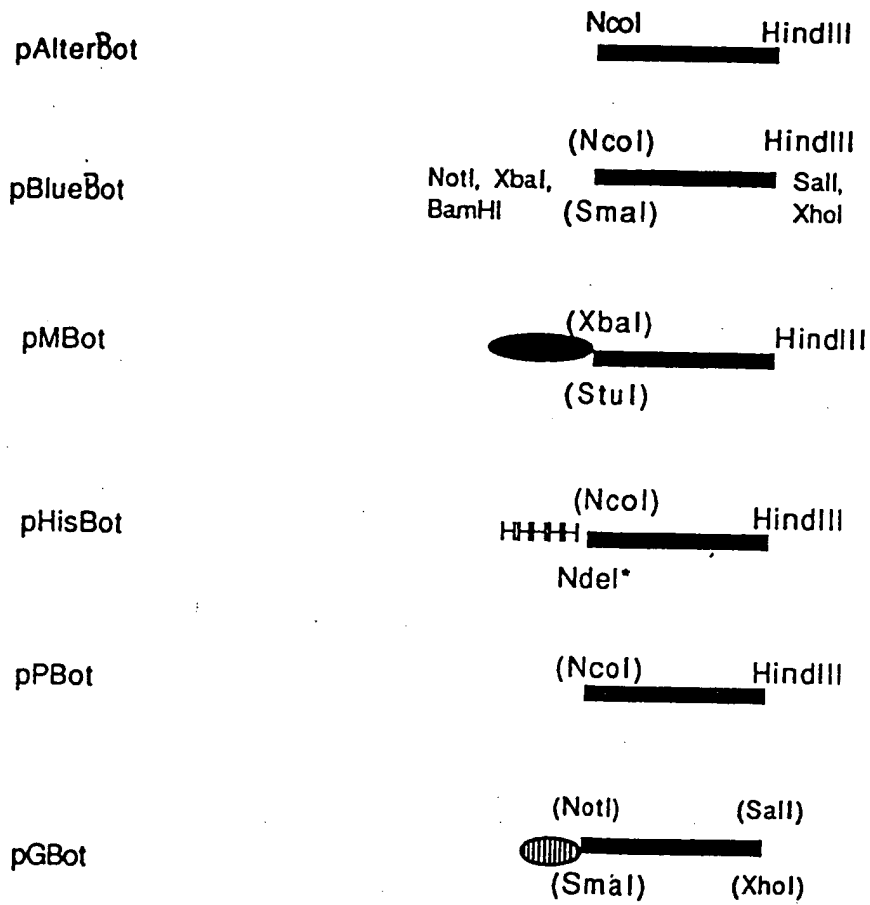 NcoI HindIII
pAlterBot
(NcoI) HindIII
NotI, XbaI, SalI,
pBlueBot
BamHI (SmaI) XhoI
(XbaI) HindIII
pMBot
(StuI)
(NcoI) HindIII
pHisBot HHHHH
NdeI*
(NcoI) HindIII
pPBot
(NotI) (SalI)
pGBot
(SmaI) (XhoI)